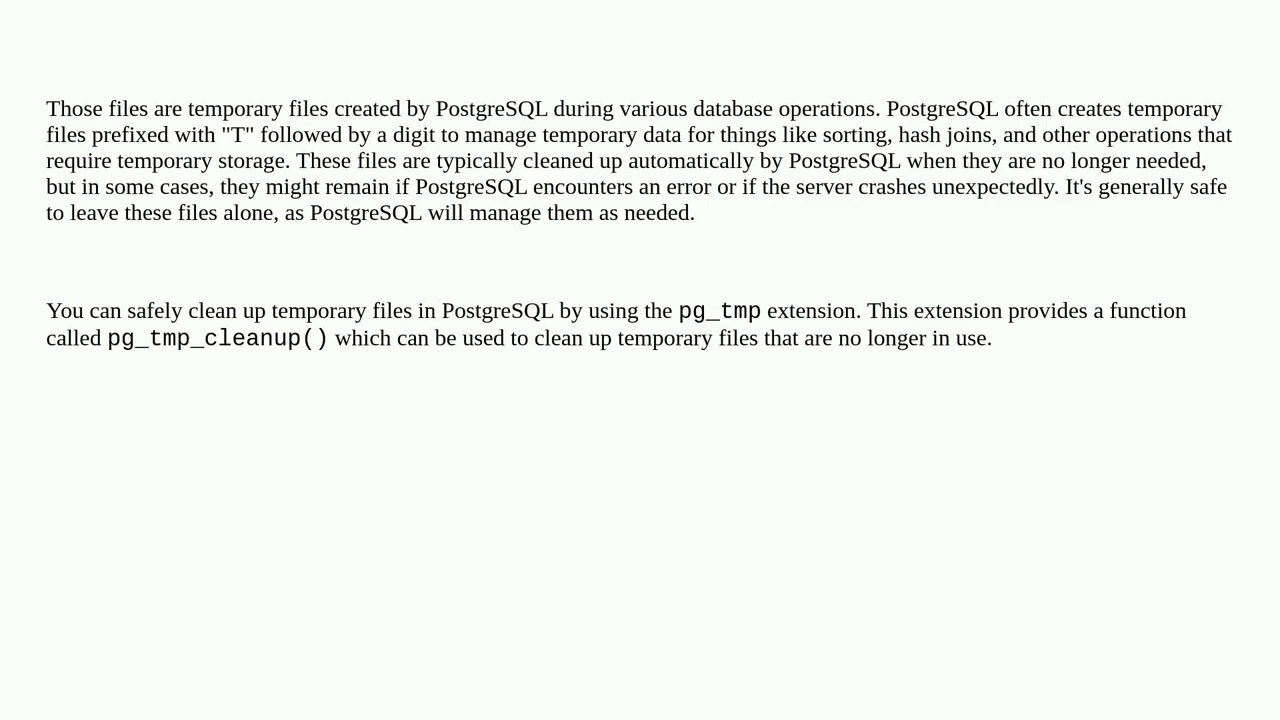 Those files are temporary files created by PostgreSQL during various database operations. PostgreSQL often creates temporary
files prefixed with "T" followed by a digit to manage temporary data for things like sorting, hash joins, and other operations that
require temporary storage. These files are typically cleaned up automatically by PostgreSQL when they are no longer needed,
but in some cases, they might remain if PostgreSQL encounters an error or if the server crashes unexpectedly. It's generally safe
to leave these files alone, as PostgreSQL will manage them as needed.
You can safely clean up temporary files in PostgreSQL by using the pg_tmp extension. This extension provides a function
called pg_tmp_cleanup() which can be used to clean up temporary files that are no longer in use.